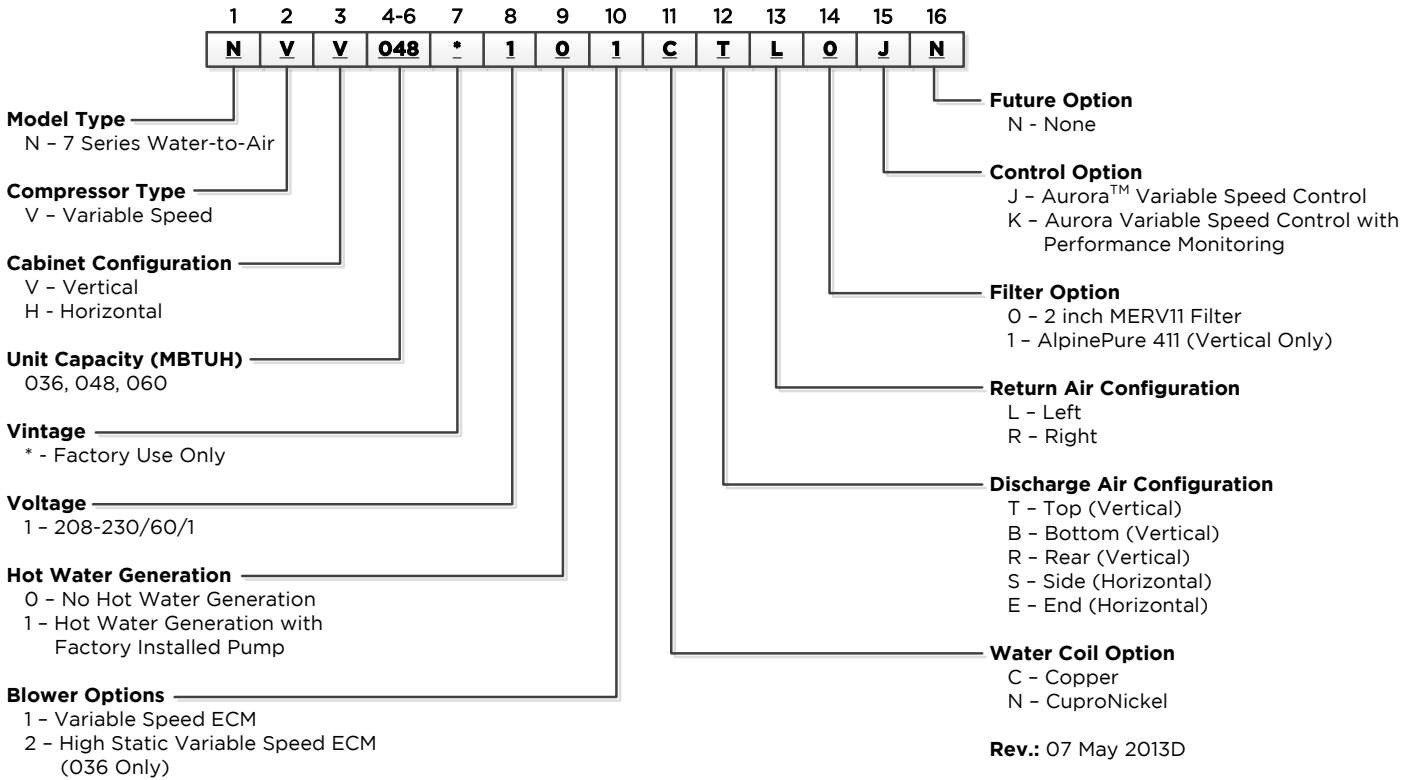 1 2 3 4-6 7 8 9 10 11 12 13 14 15 16
N V V 048 * 1 0 1 C T L 0 J N
Model Type
N – 7 Series Water-to-Air
Compressor Type
V – Variable Speed
Cabinet Configuration
V – Vertical
H - Horizontal
Unit Capacity (MBTUH)
036, 048, 060
Vintage
* - Factory Use Only
Voltage
1 – 208-230/60/1
Hot Water Generation
0 – No Hot Water Generation
1 – Hot Water Generation with
Factory Installed Pump
Blower Options
1 – Variable Speed ECM
2 – High Static Variable Speed ECM
(036 Only)
Future Option
N - None
Control Option
J – Aurora™ Variable Speed Control
K – Aurora Variable Speed Control with
Performance Monitoring
Filter Option
0 – 2 inch MERV11 Filter
1 – AlpinePure 411 (Vertical Only)
Return Air Configuration
L – Left
R – Right
Discharge Air Configuration
T – Top (Vertical)
B – Bottom (Vertical)
R – Rear (Vertical)
S – Side (Horizontal)
E – End (Horizontal)
Water Coil Option
C – Copper
N – CuproNickel
Rev.: 07 May 2013D